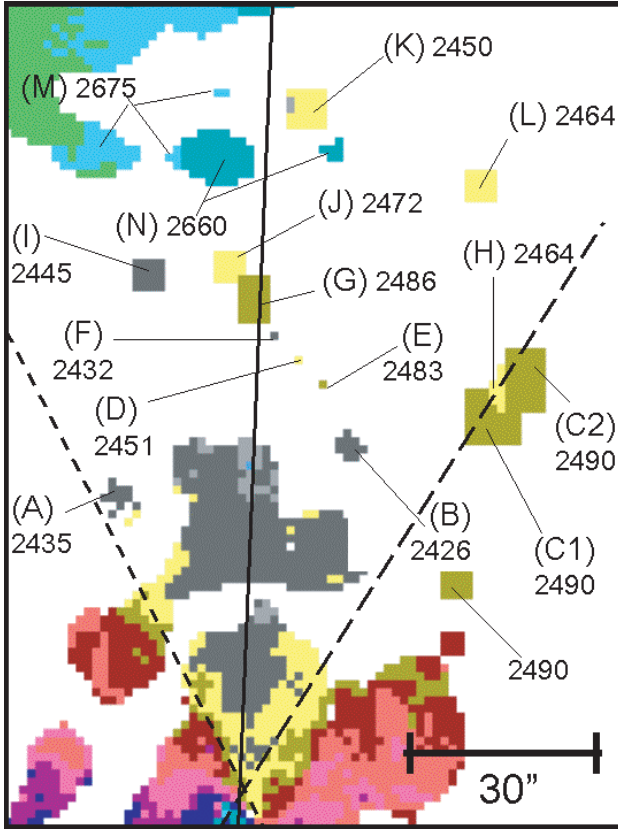 (K) 2450
(M) 2675
(L) 2464
(N) 2660
(J) 2472
(I)
2445
(H) 2464
(G) 2486
(F)
2432
(E)
2483
(D)
2451
(C2)
2490
(A)
2435
(B)
2426
(C1)
2490
2490
30”